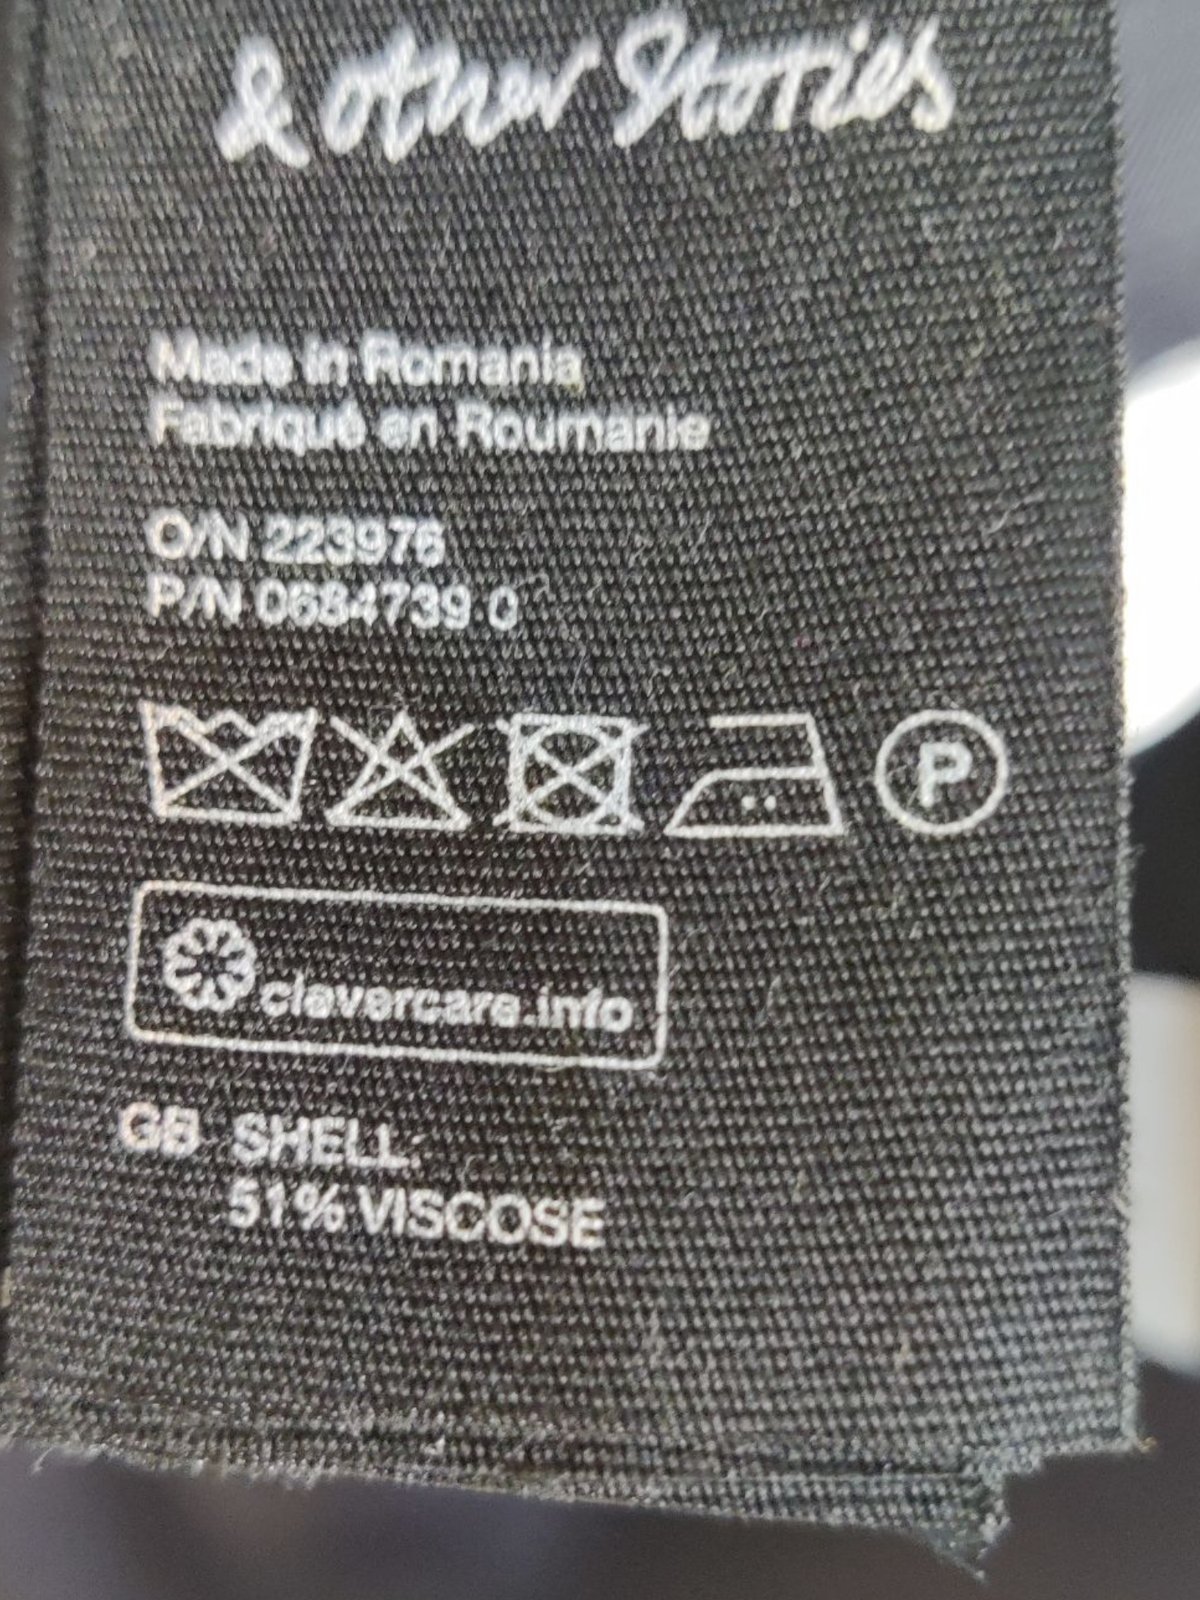 & other Stories
Made in Romania
Fabriqué en Roumanie
O/N 223976
P/N 0684739 0
P
clevercare.info
GB SHELL:
51% VISCOSE